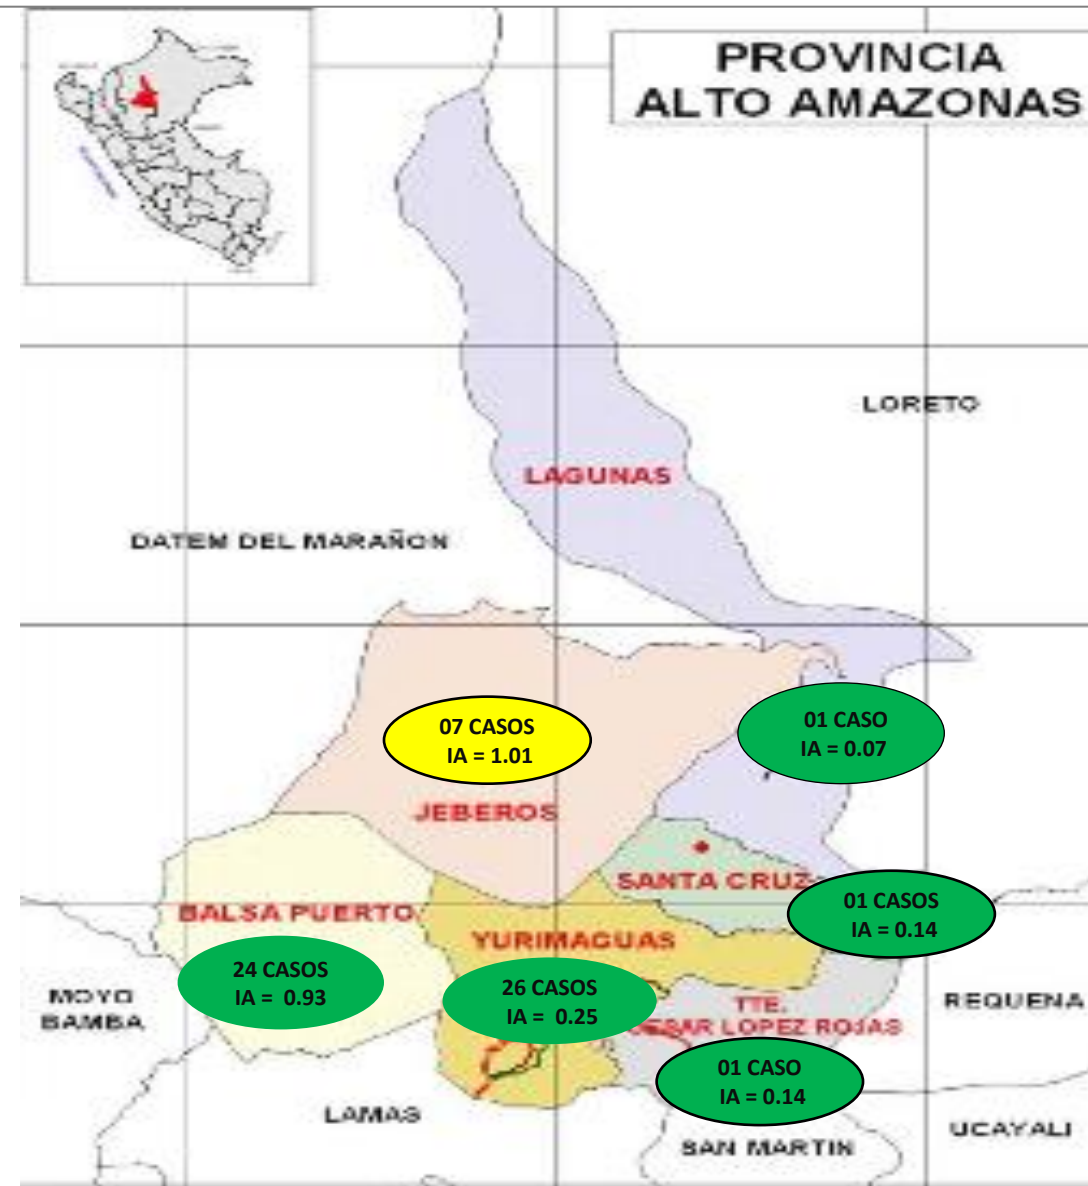 PROVINCIA
ALTO AMAZONAS
LORETO
LAGUNAS
DATEM DEL MARAÑON
07 CASOS
IA = 1.01
01 CASO
IA = 0.07
JEBEROS
SANTA CRUZ
01 CASOS
IA = 0.14
BALSA PUERTO
YURIMAGUAS
24 CASOS
IA = 0.93
26 CASOS
IA = 0.25
MOYO
BAMBA
REQUENA
TTE.
ESAR LOPEZ ROJAS
01 CASO
IA = 0.14
LAMAS
SAN MARTIN
UCAYALI